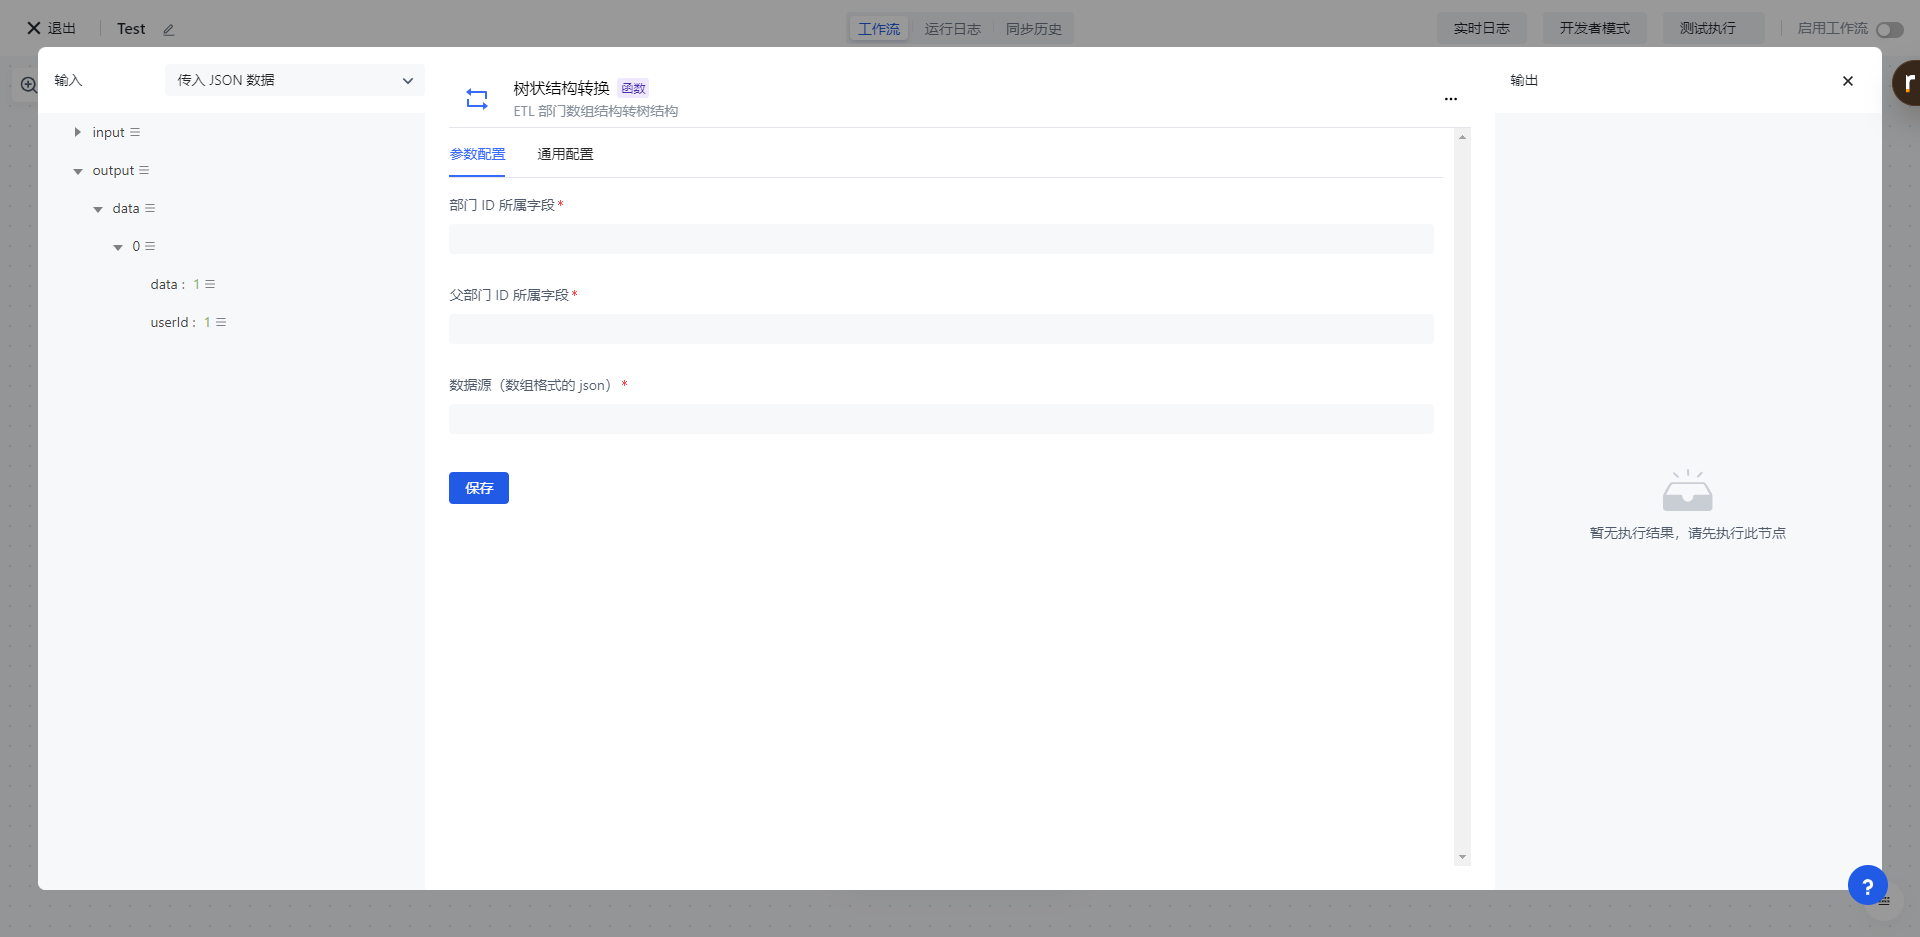 退出
Test
工作流
运行日志
同步历史
实时日志
开发者模式
测试执行
启用工作流
输入
传入 JSON 数据
input
output
data
0
data : 1
userId : 1
树状结构转换 函数
ETL 部门数组结构转树结构
...
参数配置
通用配置
部门 ID 所属字段*
父部门 ID 所属字段*
数据源（数组格式的 json） *
保存
输出
r
暂无执行结果，请先执行此节点
?